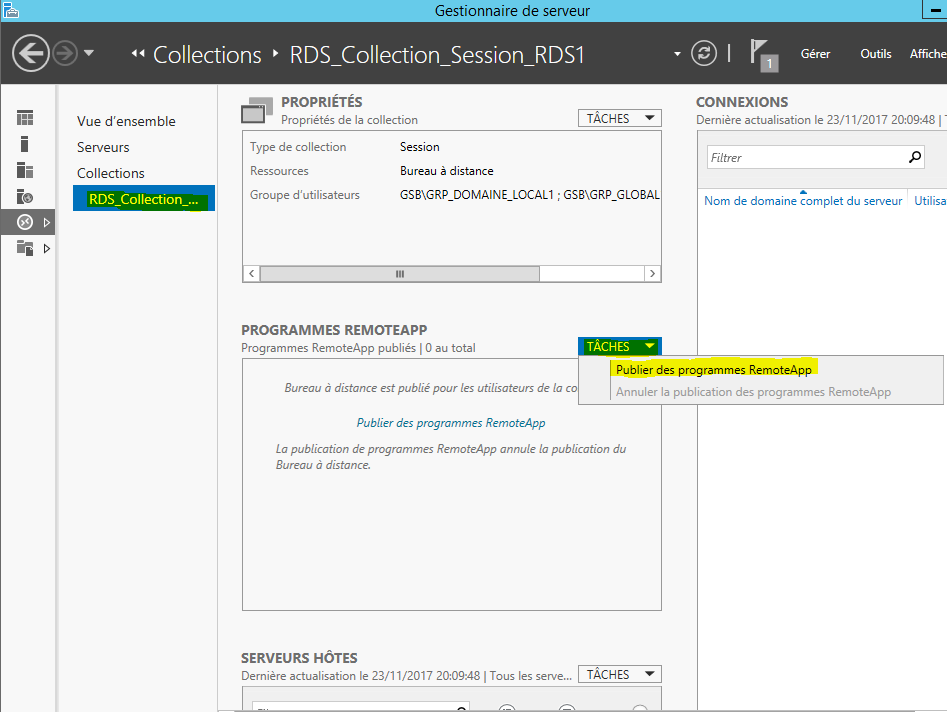 Gestionnaire de serveur
Collections RDS_Collection_Session_RDS1
1
Gérer Outils Affiche
Vue d'ensemble
Serveurs
Collections
RDS_Collection_...
PROPRIÉTÉS
Propriétés de la collection
TÂCHES
Type de collection Session
Ressources Bureau à distance
Groupe d'utilisateurs GSB\GRP_DOMAINE_LOCAL1 ; GSB\GRP_GLOBAL
PROGRAMMES REMOTEAPP
Programmes RemoteApp publiés | 0 au total
TÂCHES
Publier des programmes RemoteApp
Annuler la publication des programmes RemoteApp
Bureau à distance est publié pour les utilisateurs de la co
Publier des programmes RemoteApp
La publication de programmes RemoteApp annule la publication du
Bureau à distance.
SERVEURS HÔTES
Dernière actualisation le 23/11/2017 20:09:48 | Tous les serve...
TÂCHES
CONNEXIONS
Dernière actualisation le 23/11/2017 20:09:48 |
Filtrer
Nom de domaine complet du serveur Utilisa